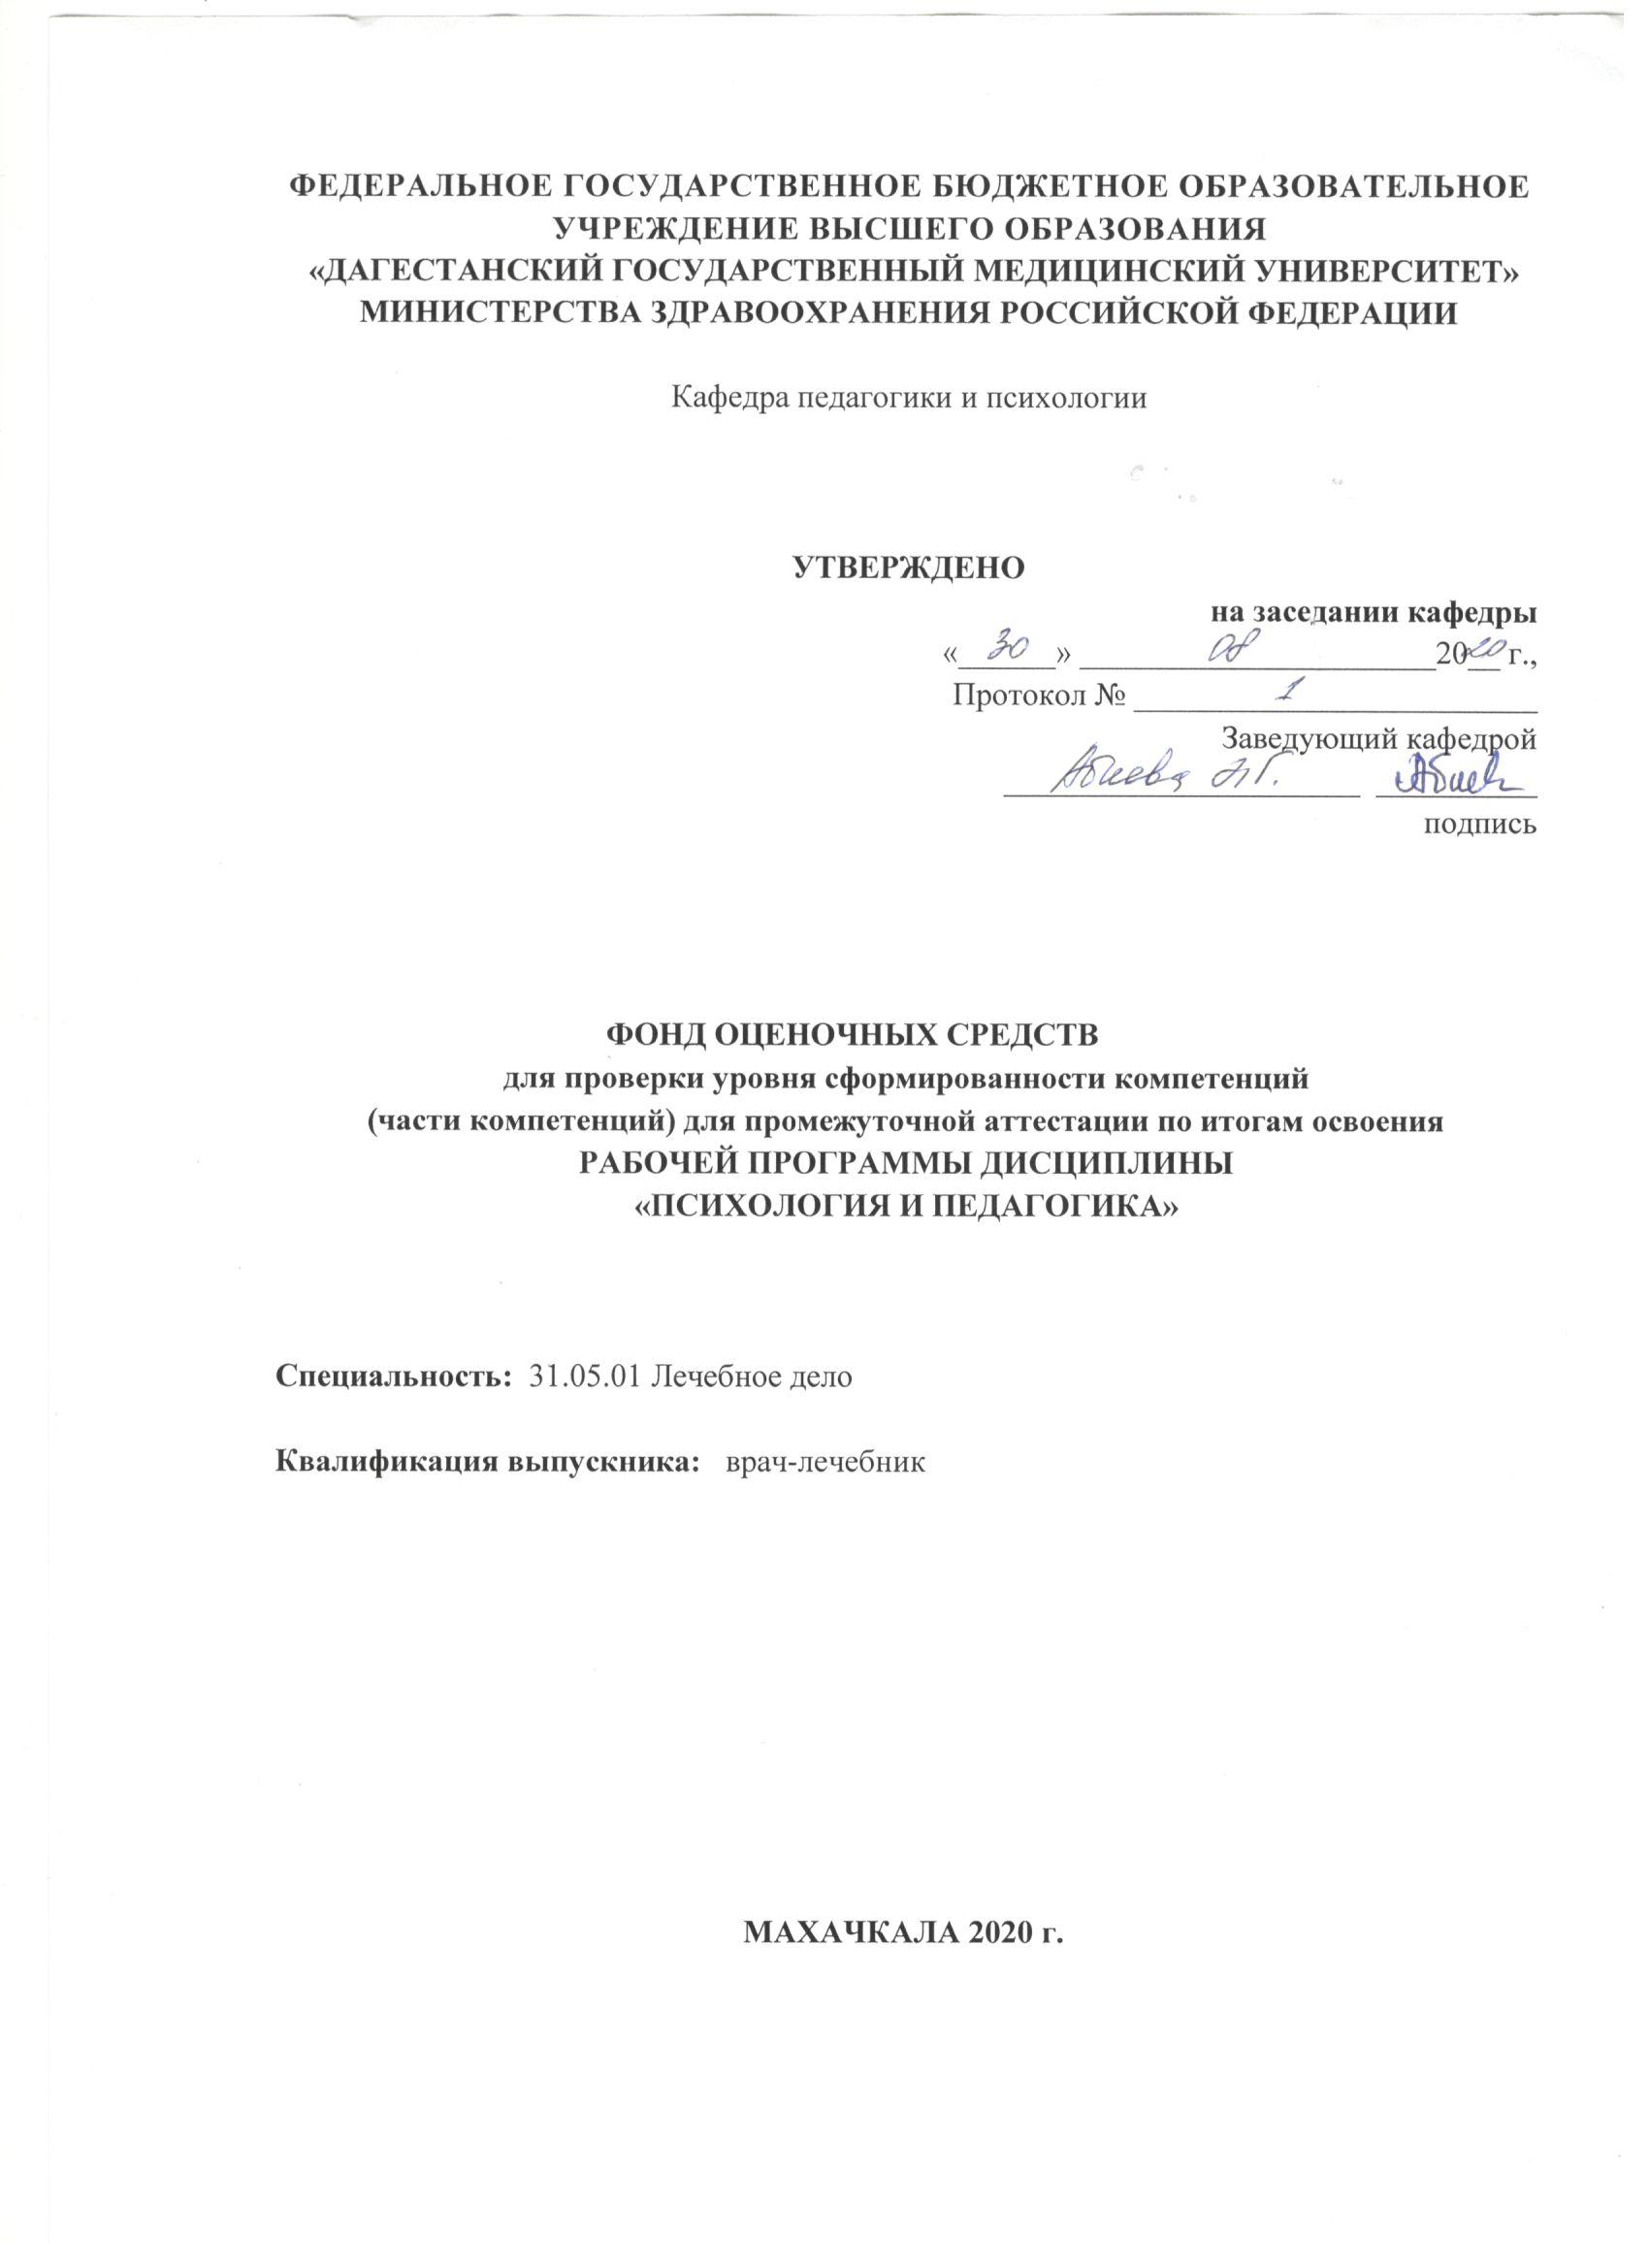 ФЕДЕРАЛЬНОЕ ГОСУДАРСТВЕННОЕ БЮДЖЕТНОЕ ОБРАЗОВАТЕЛЬНОЕ
УЧРЕЖДЕНИЕ ВЫСШЕГО ОБРАЗОВАНИЯ
«ДАГЕСТАНСКИЙ ГОСУДАРСТВЕННЫЙ МЕДИЦИНСКИЙ УНИВЕРСИТЕТ»
МИНИСТЕРСТВА ЗДРАВООХРАНЕНИЯ РОССИЙСКОЙ ФЕДЕРАЦИИ
Кафедра педагогики и психологии
УТВЕРЖДЕНО
на заседании кафедры
«30» 08 2020 г.,
Протокол № 1
Заведующий кафедрой
Абиева
подпись
ФОНД ОЦЕНОЧНЫХ СРЕДСТВ
для проверки уровня сформированности компетенций
(части компетенций) для промежуточной аттестации по итогам освоения
РАБОЧЕЙ ПРОГРАММЫ ДИСЦИПЛИНЫ
«ПСИХОЛОГИЯ И ПЕДАГОГИКА»
Специальность: 31.05.01 Лечебное дело
Квалификация выпускника: врач-лечебник
МАХАЧКАЛА 2020 г.